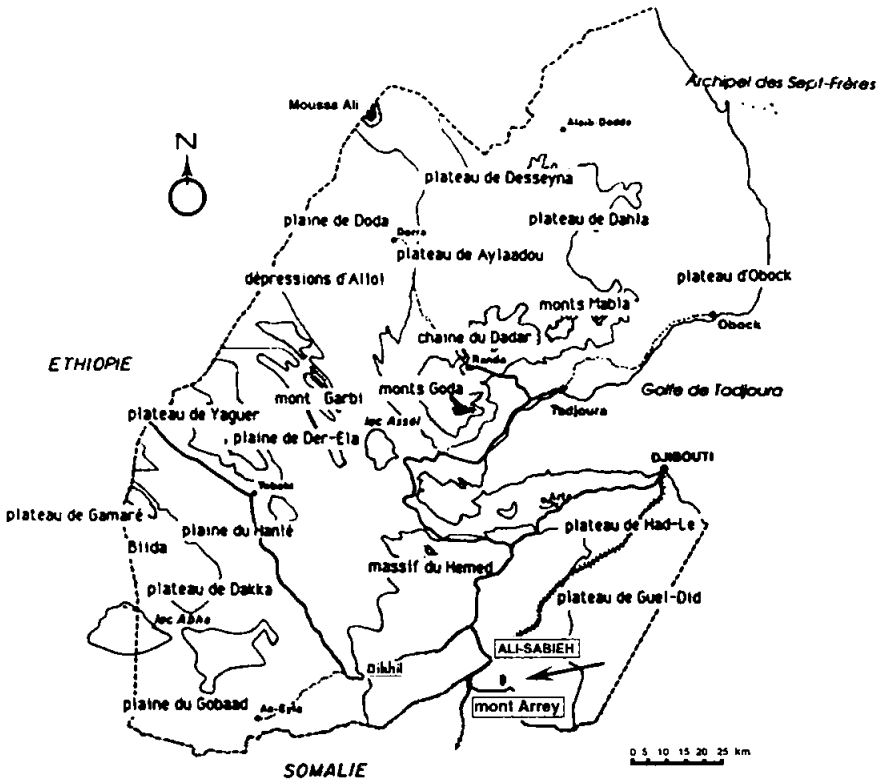 Archipel des Sept-Frères
Moussa Ali
N
plateau de Desseyna
plaine de Doda
plateau de Dahla
Dorra
plateau de Aylaadou
dépressions d'Allol
plateau d'Obock
monts Mabla
Obock
chaine du Dadar
Randa
ETHIOPIE
monts Goda
Golfe de Tadjoura
mont Garbi
plateau de Yaguer
lac Assal
Tadjoura
plaine de Der-Ela
DJIBOUTI
Arta
plateau de Gamaré
plateau de Had-Le
plaine du Hanlé
massif du Hemed
plateau de Dakka
plateau de Guel-Did
lac Abhe
ALI-SABIEH
Dikhil
plaine du Gobaad
mont Arrey
As-Eyla
0 5 10 15 20 25 km
SOMALIE